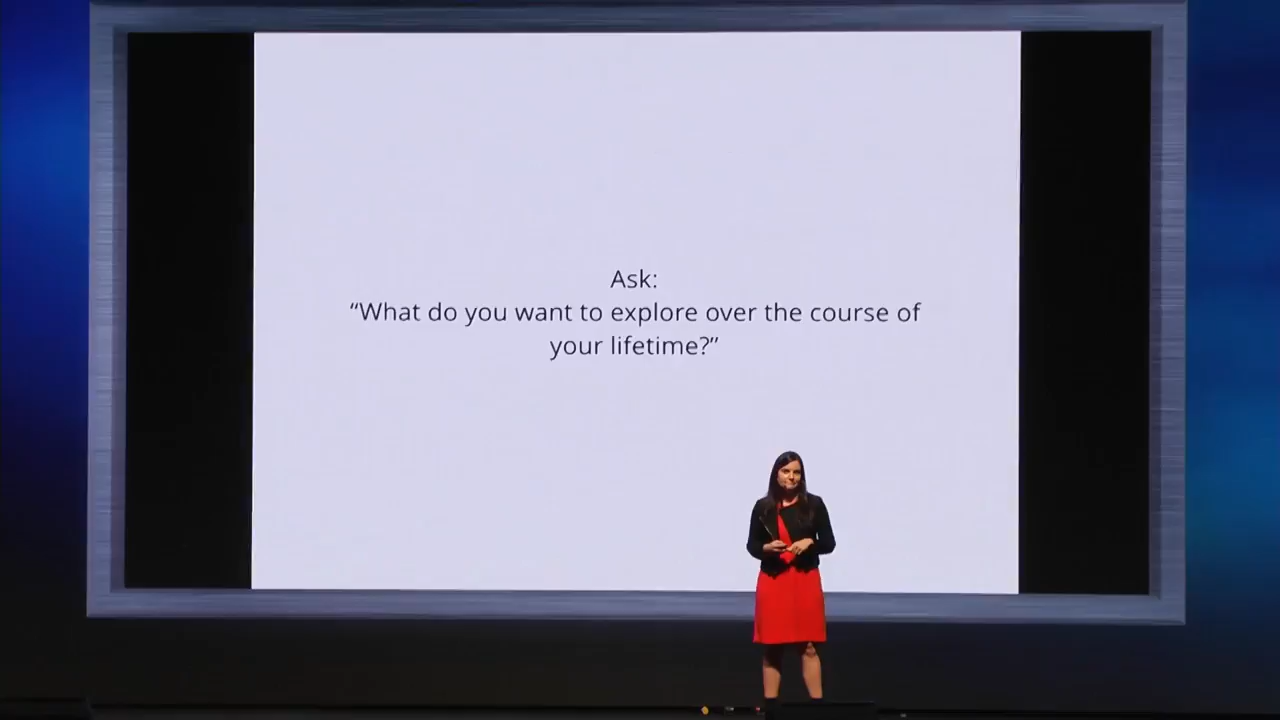 Ask:
“What do you want to explore over the course of
your lifetime?”